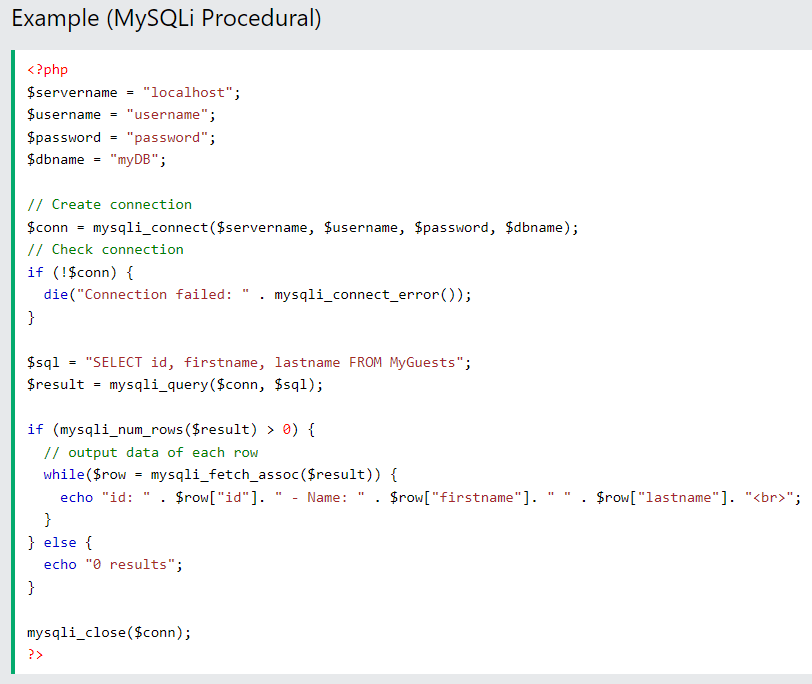 Example (MySQLi Procedural)
<?php
$servername = "localhost";
$username = "username";
$password = "password";
$dbname = "myDB";

// Create connection
$conn = mysqli_connect($servername, $username, $password, $dbname);
// Check connection
if (!$conn) {
  die("Connection failed: " . mysqli_connect_error());
}

$sql = "SELECT id, firstname, lastname FROM MyGuests";
$result = mysqli_query($conn, $sql);

if (mysqli_num_rows($result) > 0) {
  // output data of each row
  while($row = mysqli_fetch_assoc($result)) {
    echo "id: " . $row["id"]. " - Name: " . $row["firstname"]. " " . $row["lastname"]. "<br>";
  }
} else {
  echo "0 results";
}

mysqli_close($conn);
?>